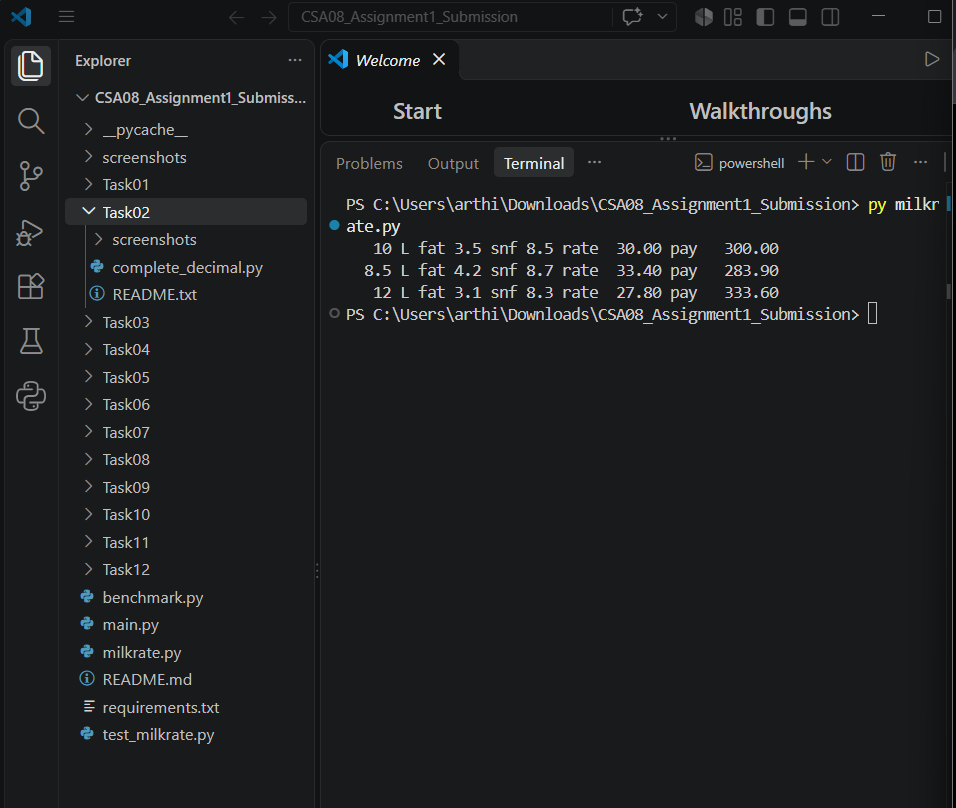 CSA08_Assignment1_Submission
Explorer
CSA08_Assignment1_Submiss...
__pycache__
screenshots
Task01
Task02
screenshots
complete_decimal.py
README.txt
Task03
Task04
Task05
Task06
Task07
Task08
Task09
Task10
Task11
Task12
benchmark.py
main.py
milkrate.py
README.md
requirements.txt
test_milkrate.py
Welcome
Start Walkthroughs
Problems Output Terminal ... powershell
PS C:\Users\arthi\Downloads\CSA08_Assignment1_Submission> py milkr
ate.py
10 L fat 3.5 snf 8.5 rate 30.00 pay 300.00
8.5 L fat 4.2 snf 8.7 rate 33.40 pay 283.90
12 L fat 3.1 snf 8.3 rate 27.80 pay 333.60
PS C:\Users\arthi\Downloads\CSA08_Assignment1_Submission>